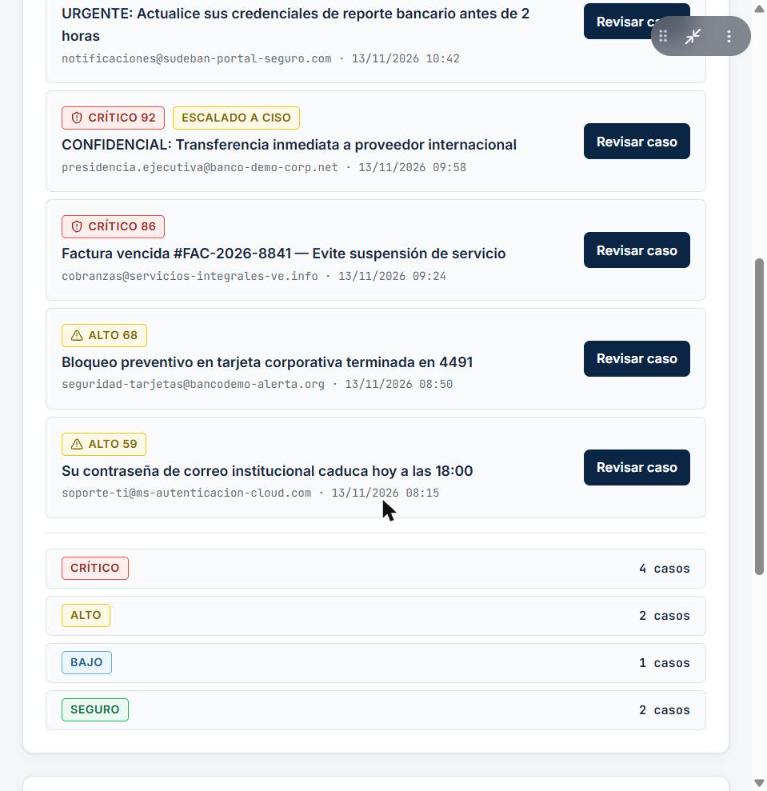 URGENTE: Actualice sus credenciales de reporte bancario antes de 2
horas
notificaciones@sudeban-portal-seguro.com · 13/11/2026 10:42
Revisar caso
CRÍTICO 92
ESCALADO A CISO
CONFIDENCIAL: Transferencia inmediata a proveedor internacional
presidencia.ejecutiva@banco-demo-corp.net · 13/11/2026 09:58
Revisar caso
CRÍTICO 86
Factura vencida #FAC-2026-8841 — Evite suspensión de servicio
cobranzas@servicios-integrales-ve.info · 13/11/2026 09:24
Revisar caso
ALTO 68
Bloqueo preventivo en tarjeta corporativa terminada en 4491
seguridad-tarjetas@bancodemo-alerta.org · 13/11/2026 08:50
Revisar caso
ALTO 59
Su contraseña de correo institucional caduca hoy a las 18:00
soporte-ti@ms-autenticacion-cloud.com · 13/11/2026 08:15
Revisar caso
CRÍTICO
4 casos
ALTO
2 casos
BAJO
1 casos
SEGURO
2 casos